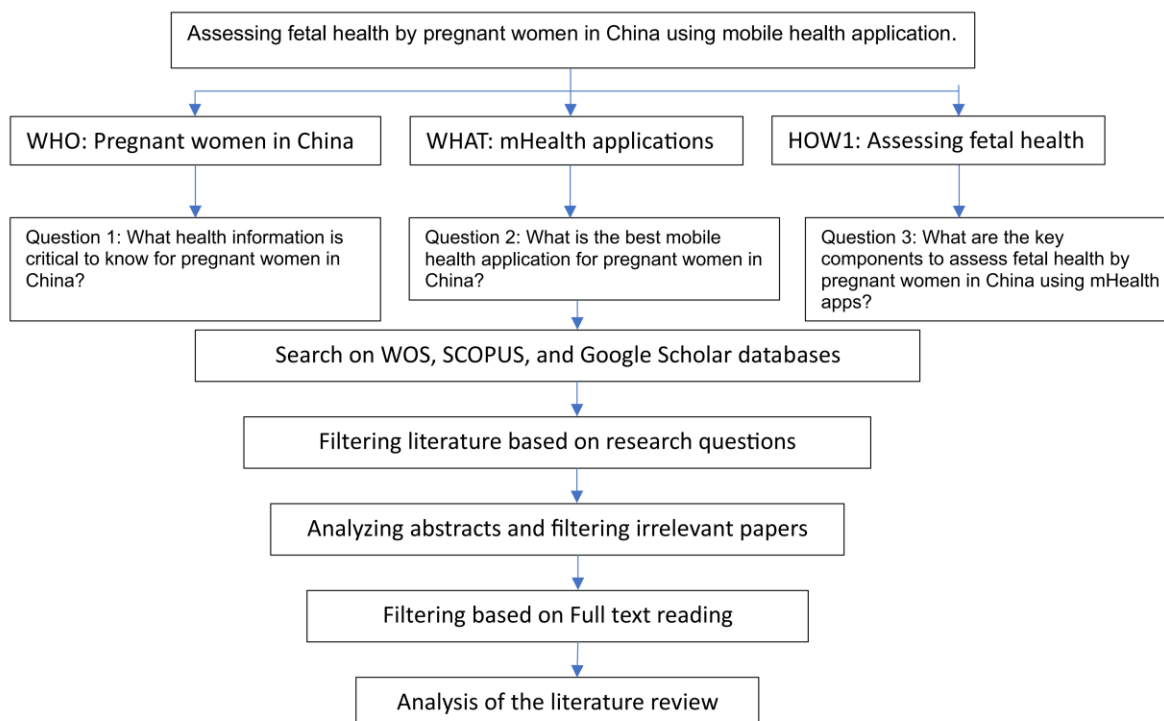 Assessing fetal health by pregnant women in China using mobile health application.
WHO: Pregnant women in China
WHAT: mHealth applications
HOW1: Assessing fetal health
Question 1: What health information is
critical to know for pregnant women in
China?
Question 2: What is the best mobile
health application for pregnant women in
China?
Question 3: What are the key
components to assess fetal health by
pregnant women in China using mHealth
apps?
Search on WOS, SCOPUS, and Google Scholar databases
Filtering literature based on research questions
Analyzing abstracts and filtering irrelevant papers
Filtering based on Full text reading
Analysis of the literature review